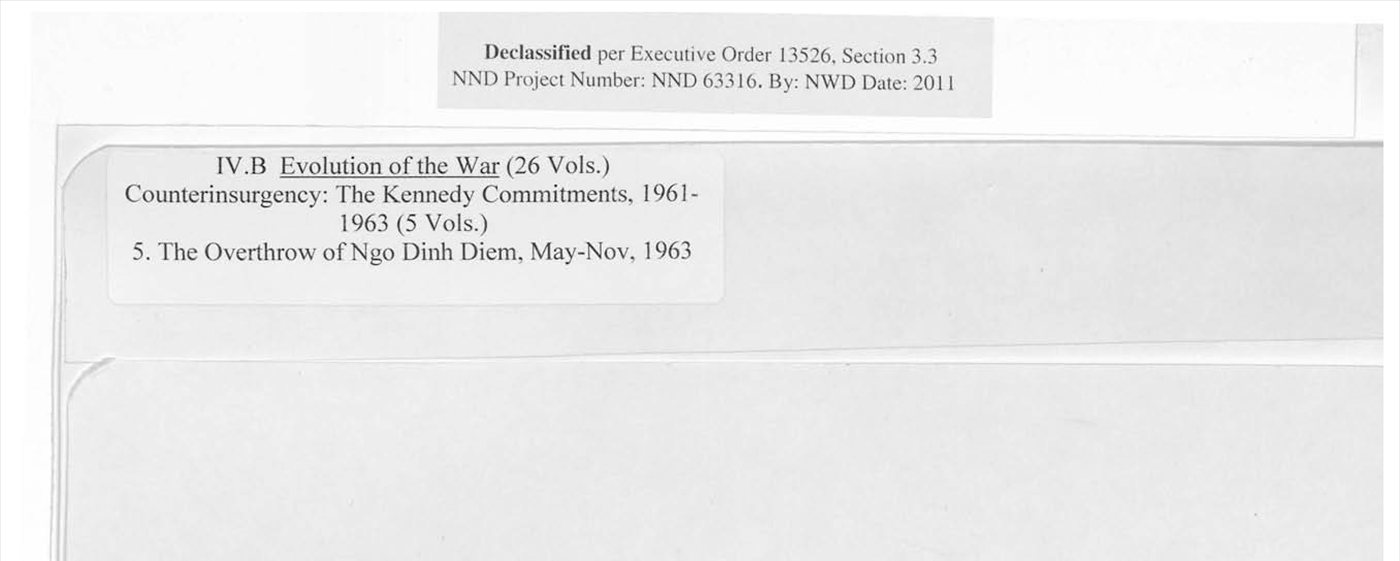 Declassified per Executive Order 13526, Section 3.3
NND Project Number: NND 63316. By: NWD Date: 2011
IV.B Evolution of the War (26 Vols.)
Counterinsurgency: The Kennedy Commitments, 1961-
1963 (5 Vols.)
5. The Overthrow of Ngo Dinh Diem, May-Nov, 1963